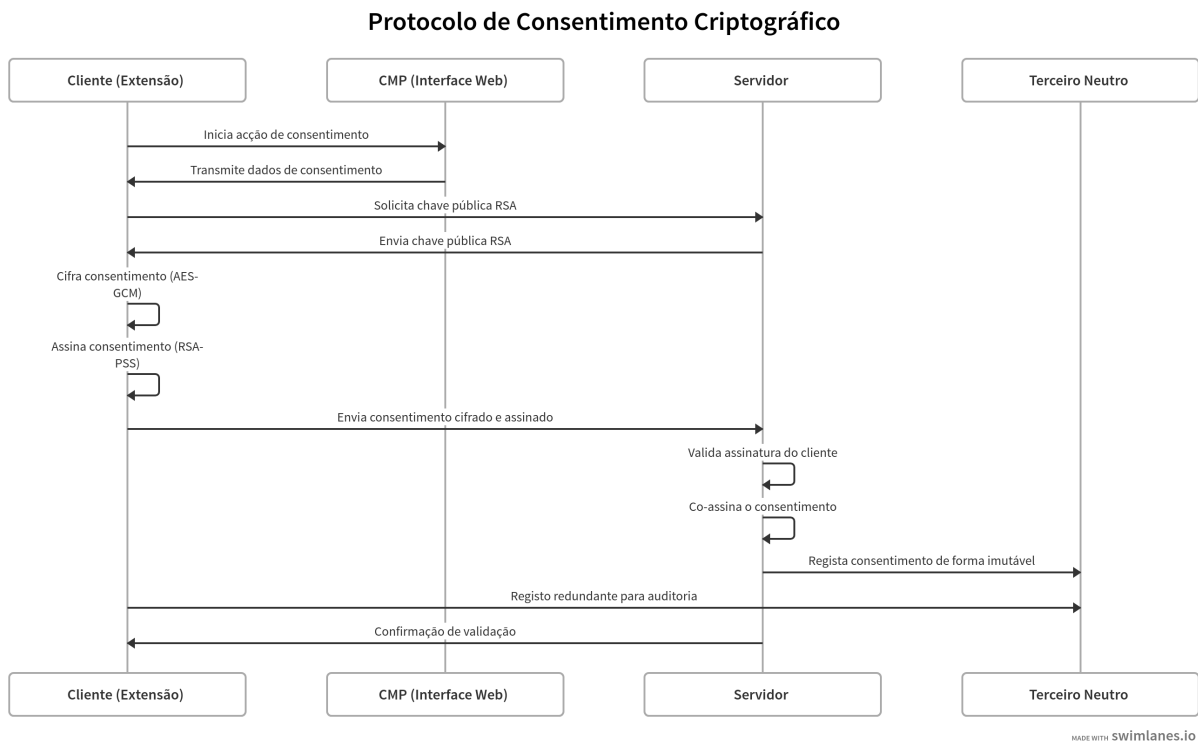 Protocolo de Consentimento Criptográfico
Cliente (Extensão)
CMP (Interface Web)
Servidor
Terceiro Neutro
Inicia acção de consentimento
Transmite dados de consentimento
Solicita chave pública RSA
Envia chave pública RSA
Cifra consentimento (AES-
GCM)
Assina consentimento (RSA-
PSS)
Envia consentimento cifrado e assinado
Valida assinatura do cliente
Co-assina o consentimento
Regista consentimento de forma imutável
Registo redundante para auditoria
Confirmação de validação
Cliente (Extensão)
CMP (Interface Web)
Servidor
Terceiro Neutro
MADE WITH swimlanes.io